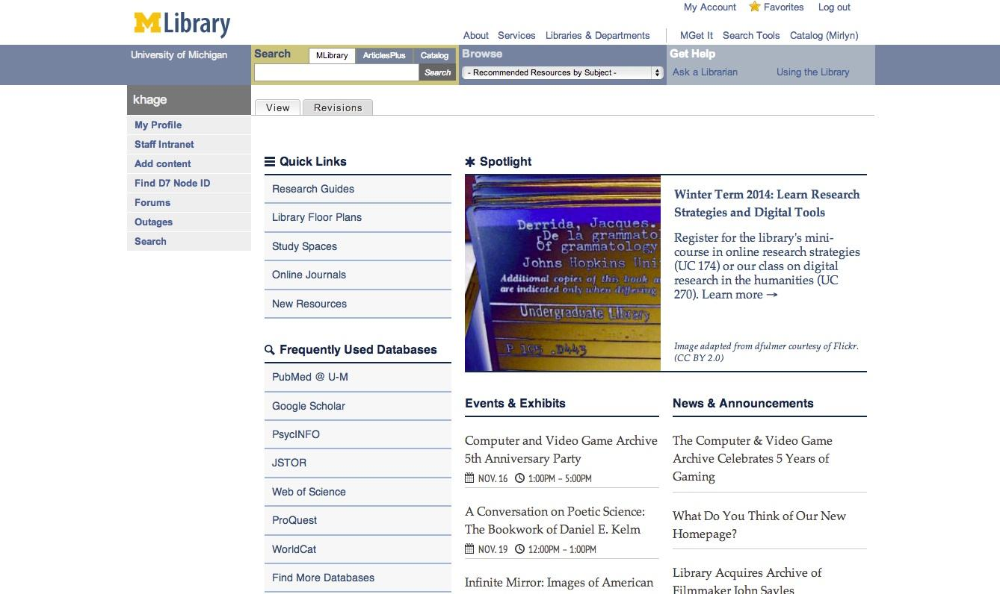 MLibrary
My Account Favorites Log out
About Services Libraries & Departments MGet It Search Tools Catalog (Mirlyn)
University of Michigan
Search MLibrary ArticlesPlus Catalog
Search
Browse
- Recommended Resources by Subject -
Get Help
Ask a Librarian Using the Library
khage
My Profile
Staff Intranet
Add content
Find D7 Node ID
Forums
Outages
Search
View Revisions
Quick Links
Research Guides
Library Floor Plans
Study Spaces
Online Journals
New Resources
Frequently Used Databases
PubMed @ U-M
Google Scholar
PsycINFO
JSTOR
Web of Science
ProQuest
WorldCat
Find More Databases
Spotlight
Derrida, Jacques.
De la grammato
Of grammatology
Johns Hopkins Uni
Additional copies of this book a
are indicated only when differing
Undergraduate Library
P 105 .D443
Winter Term 2014: Learn Research
Strategies and Digital Tools
Register for the library's mini-
course in online research strategies
(UC 174) or our class on digital
research in the humanities (UC
270). Learn more →
Image adapted from dfulmer courtesy of Flickr.
(CC BY 2.0)
Events & Exhibits
Computer and Video Game Archive
5th Anniversary Party
NOV. 16 1:00PM – 5:00PM
A Conversation on Poetic Science:
The Bookwork of Daniel E. Kelm
NOV. 19 12:00PM – 1:00PM
Infinite Mirror: Images of American
News & Announcements
The Computer & Video Game
Archive Celebrates 5 Years of
Gaming
What Do You Think of Our New
Homepage?
Library Acquires Archive of
Filmmaker John Sayles